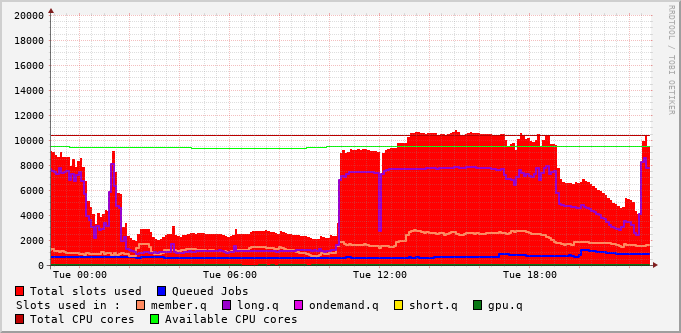 20000
18000
16000
14000
12000
10000
8000
6000
4000
2000
0
Tue 00:00 Tue 06:00 Tue 12:00 Tue 18:00
RRDTOOL / TOBI OETIKER
Total slots used Queued Jobs
Slots used in : member.q long.q ondemand.q short.q gpu.q
Total CPU cores Available CPU cores